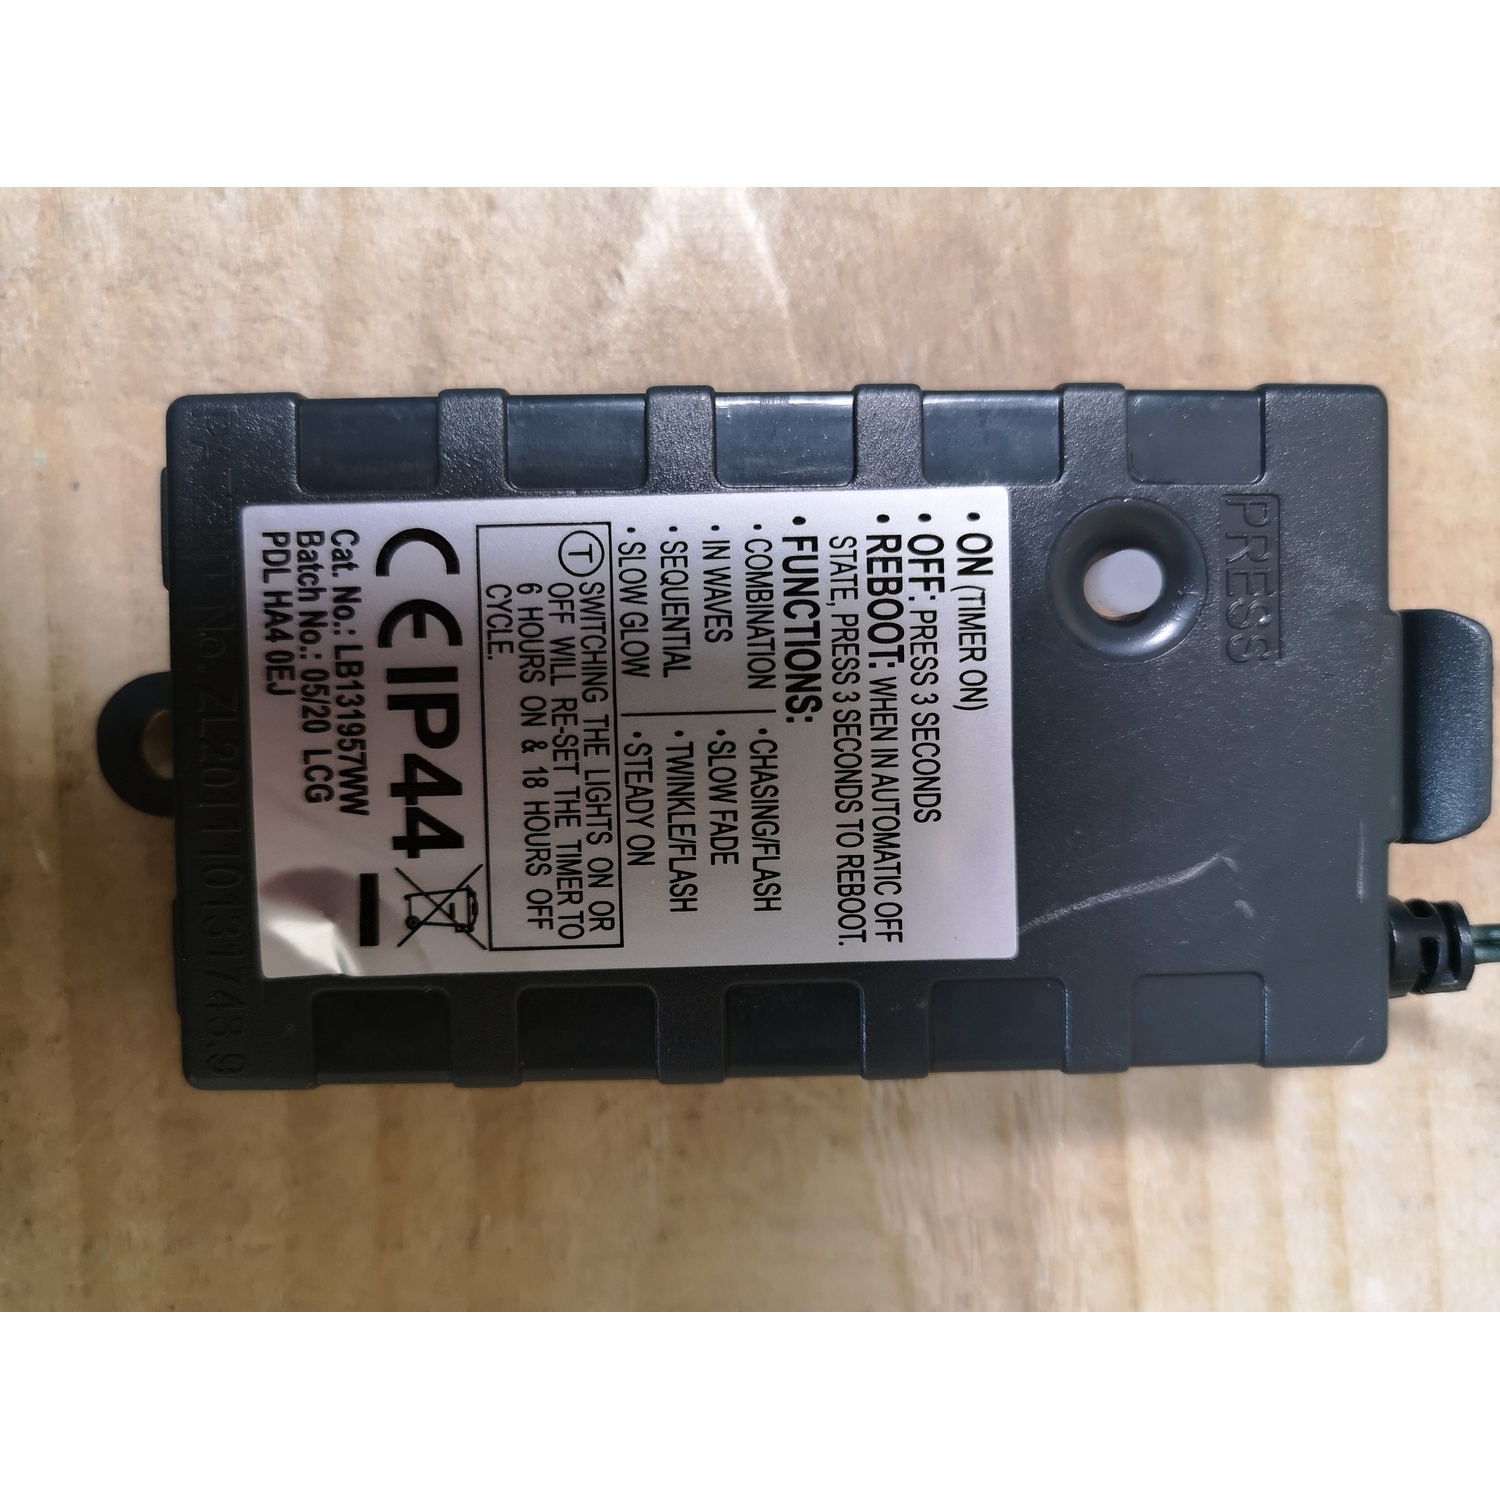 PRESS
• ON (TIMER ON)
• OFF: PRESS 3 SECONDS
• REBOOT: WHEN IN AUTOMATIC OFF
STATE, PRESS 3 SECONDS TO REBOOT.
• FUNCTIONS:
• COMBINATION
• IN WAVES
• SEQUENTIAL
• SLOW GLOW
• CHASING/FLASH
• SLOW FADE
• TWINKLE/FLASH
• STEADY ON
T SWITCHING THE LIGHTS ON OR
OFF WILL RE-SET THE TIMER TO
6 HOURS ON & 18 HOURS OFF
CYCLE.
CE IP44
Cat. No.: LB131957WW
Batch No.: 05/20 LCG
PDL HA4 0EJ
PATENT No. ZL201110131743.9